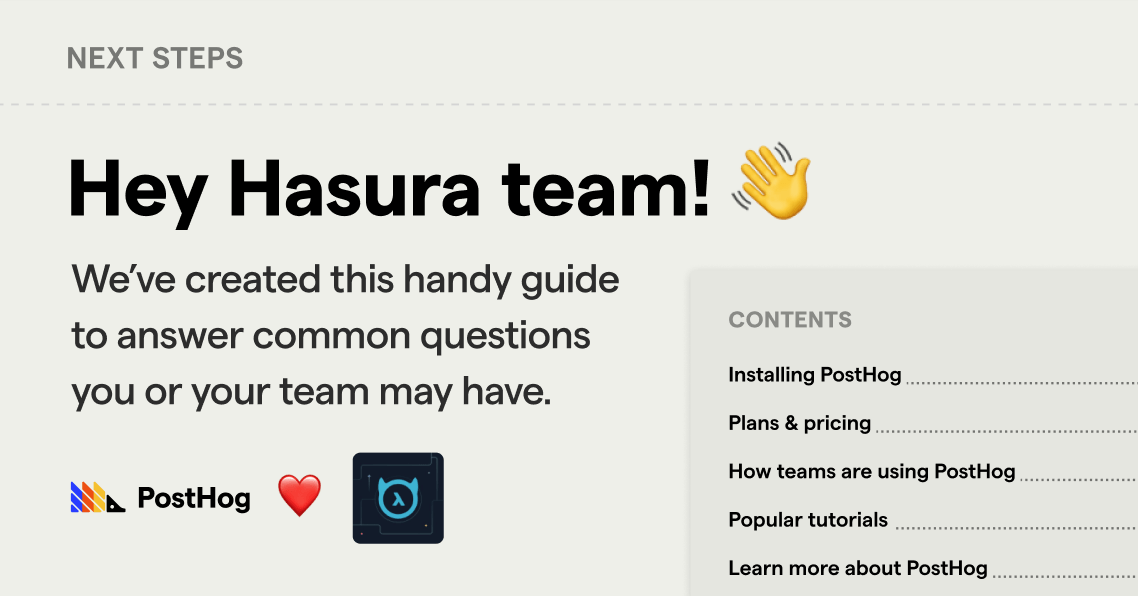 NEXT STEPS
Hey Hasura team! 👋
We’ve created this handy guide
to answer common questions
you or your team may have.
PostHog ❤️ λ
CONTENTS
Installing PostHog
Plans & pricing
How teams are using PostHog
Popular tutorials
Learn more about PostHog